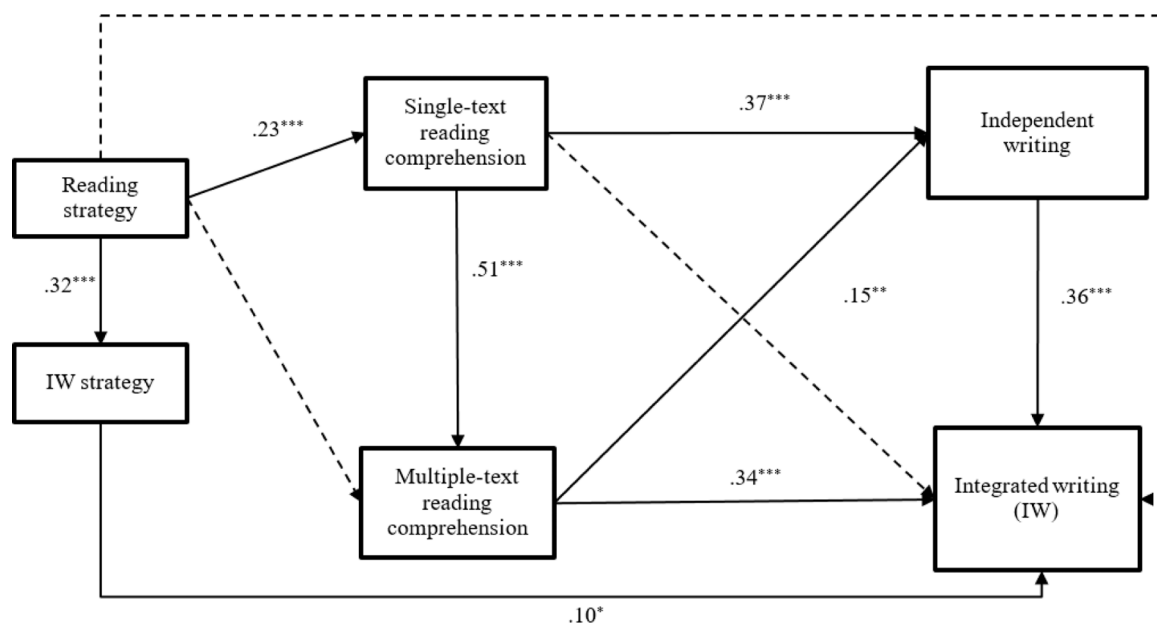 Single-text
reading
comprehension
.37***
Independent
writing
.23***
Reading
strategy
.32***
.51***
.15**
.36***
IW strategy
Multiple-text
reading
comprehension
.34***
Integrated writing
(IW)
.10*